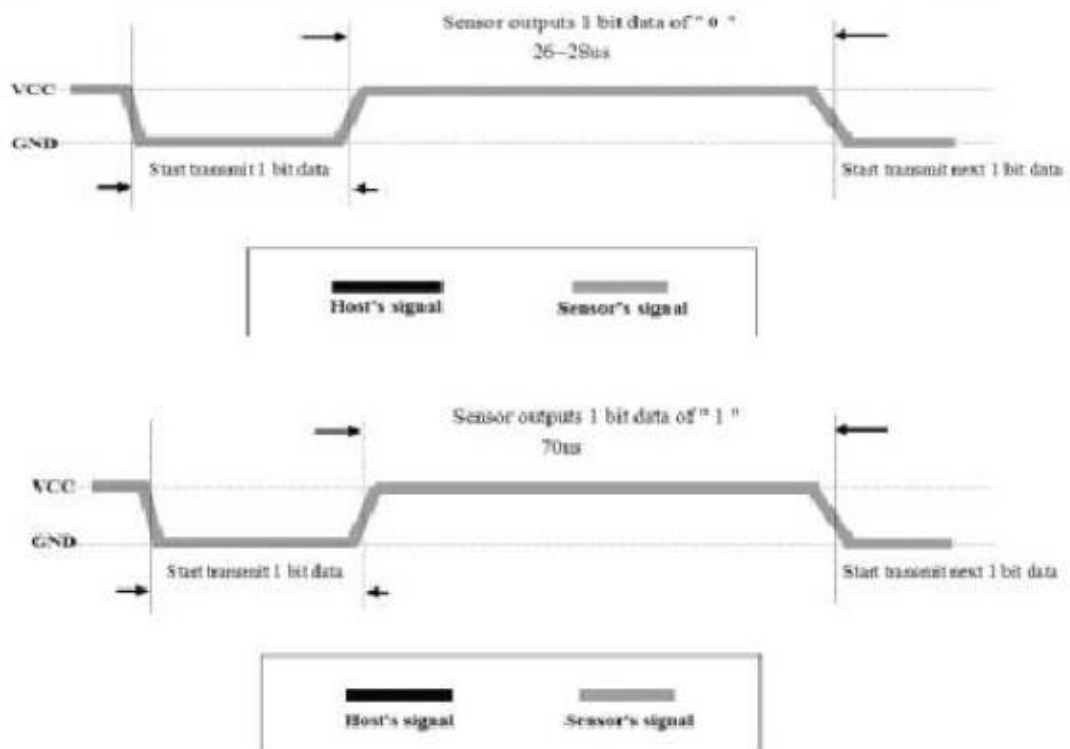 Sensor outputs 1 bit data of " 0 "
26--28us
VCC
GND
Start transmit 1 bit data
Start transmit next 1 bit data
Host's signal
Sensor's signal
Sensor outputs 1 bit data of " 1 "
70us
VCC
GND
Start transmit 1 bit data
Start transmit next 1 bit data
Host's signal
Sensor's signal